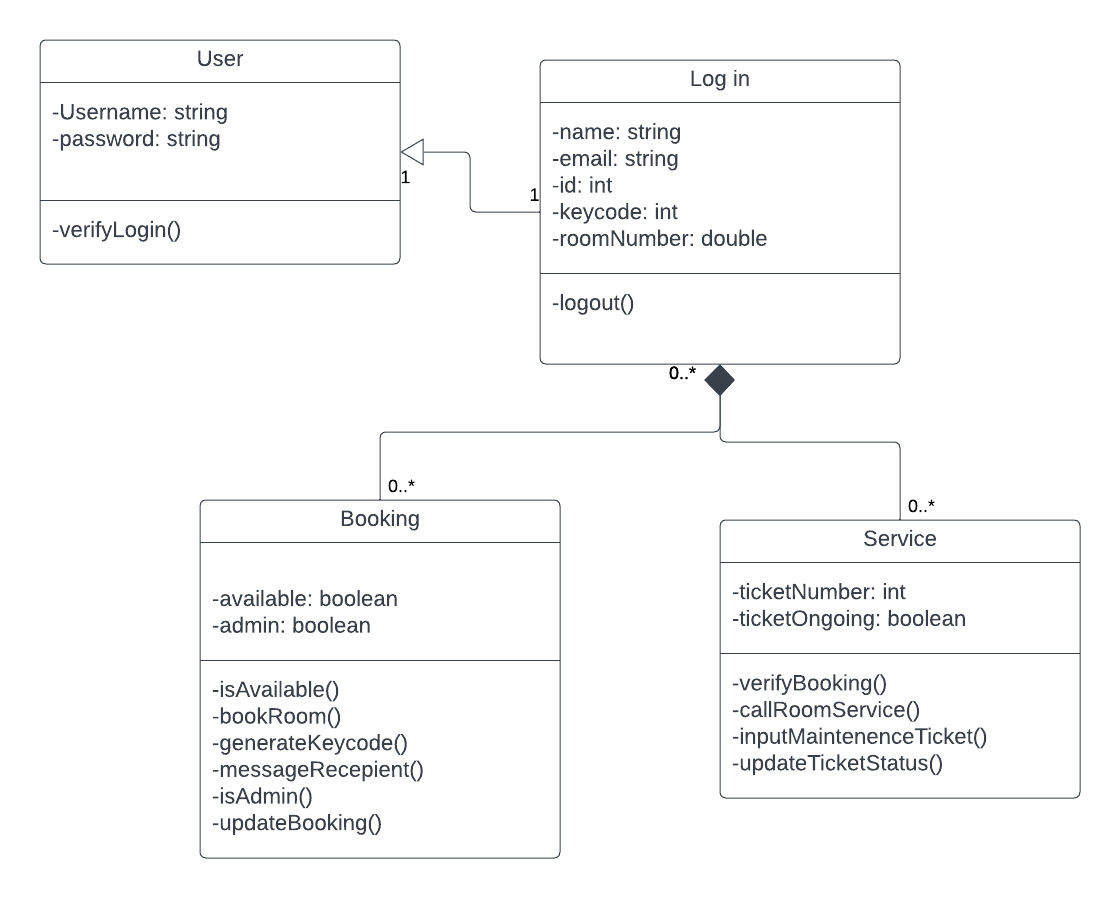 User
-Username: string
-password: string
-verifyLogin()
1
1
Log in
-name: string
-email: string
-id: int
-keycode: int
-roomNumber: double
-logout()
0..*
0..*
0..*
Booking
-available: boolean
-admin: boolean
-isAvailable()
-bookRoom()
-generateKeycode()
-messageRecepient()
-isAdmin()
-updateBooking()
Service
-ticketNumber: int
-ticketOngoing: boolean
-verifyBooking()
-callRoomService()
-inputMaintenenceTicket()
-updateTicketStatus()